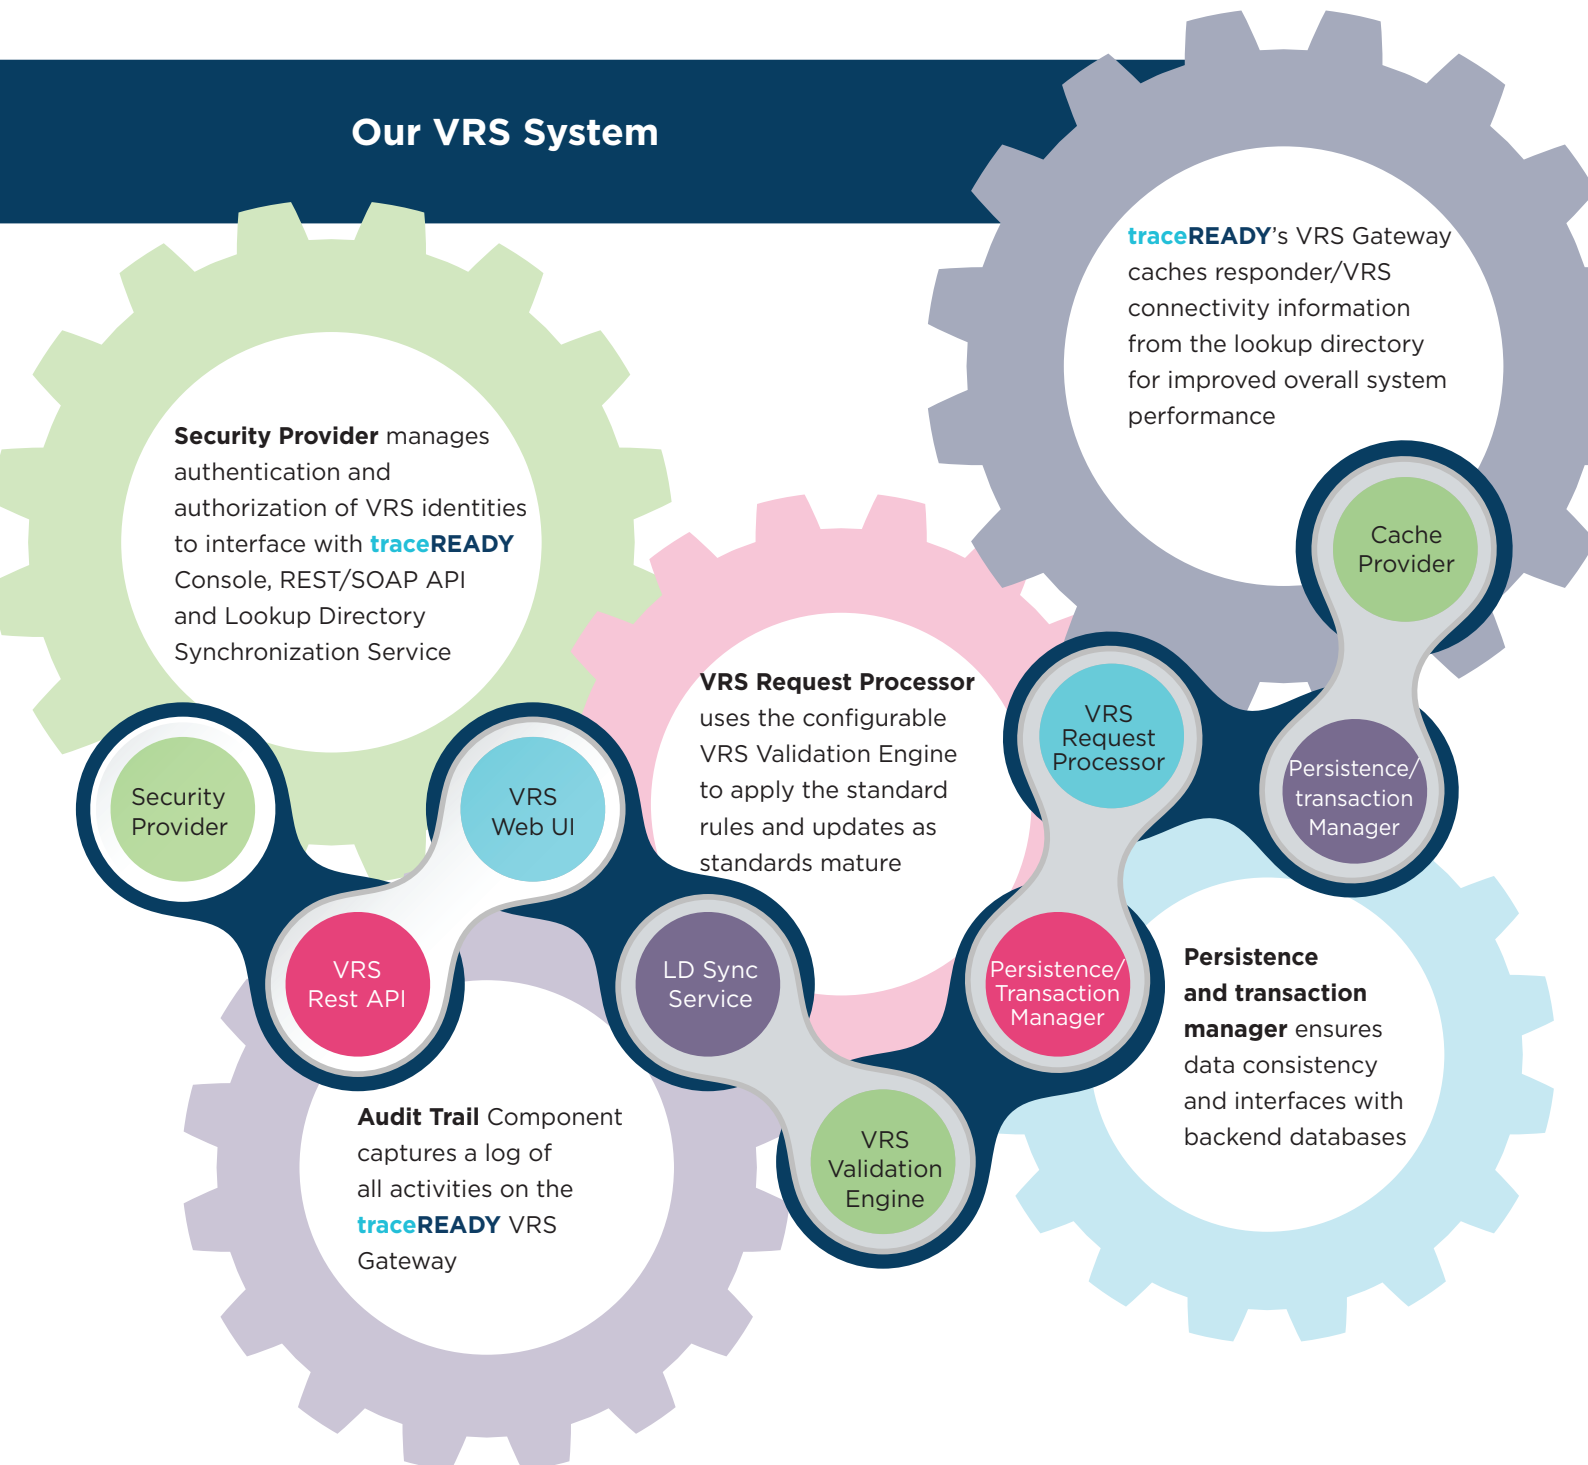 Our VRS System
traceREADY's VRS Gateway
caches responder/VRS
connectivity information
from the lookup directory
for improved overall system
performance
Security Provider manages
authentication and
authorization of VRS identities
to interface with traceREADY
Console, REST/SOAP API
and Lookup Directory
Synchronization Service
VRS Request Processor
uses the configurable
VRS Validation Engine
to apply the standard
rules and updates as
standards mature
Cache
Provider
VRS
Request
Processor
Persistence/
transaction
Manager
Security
Provider
VRS
Web UI
VRS
Rest API
LD Sync
Service
Persistence/
Transaction
Manager
VRS
Validation
Engine
Persistence
and transaction
manager ensures
data consistency
and interfaces with
backend databases
Audit Trail Component
captures a log of
all activities on the
traceREADY VRS
Gateway